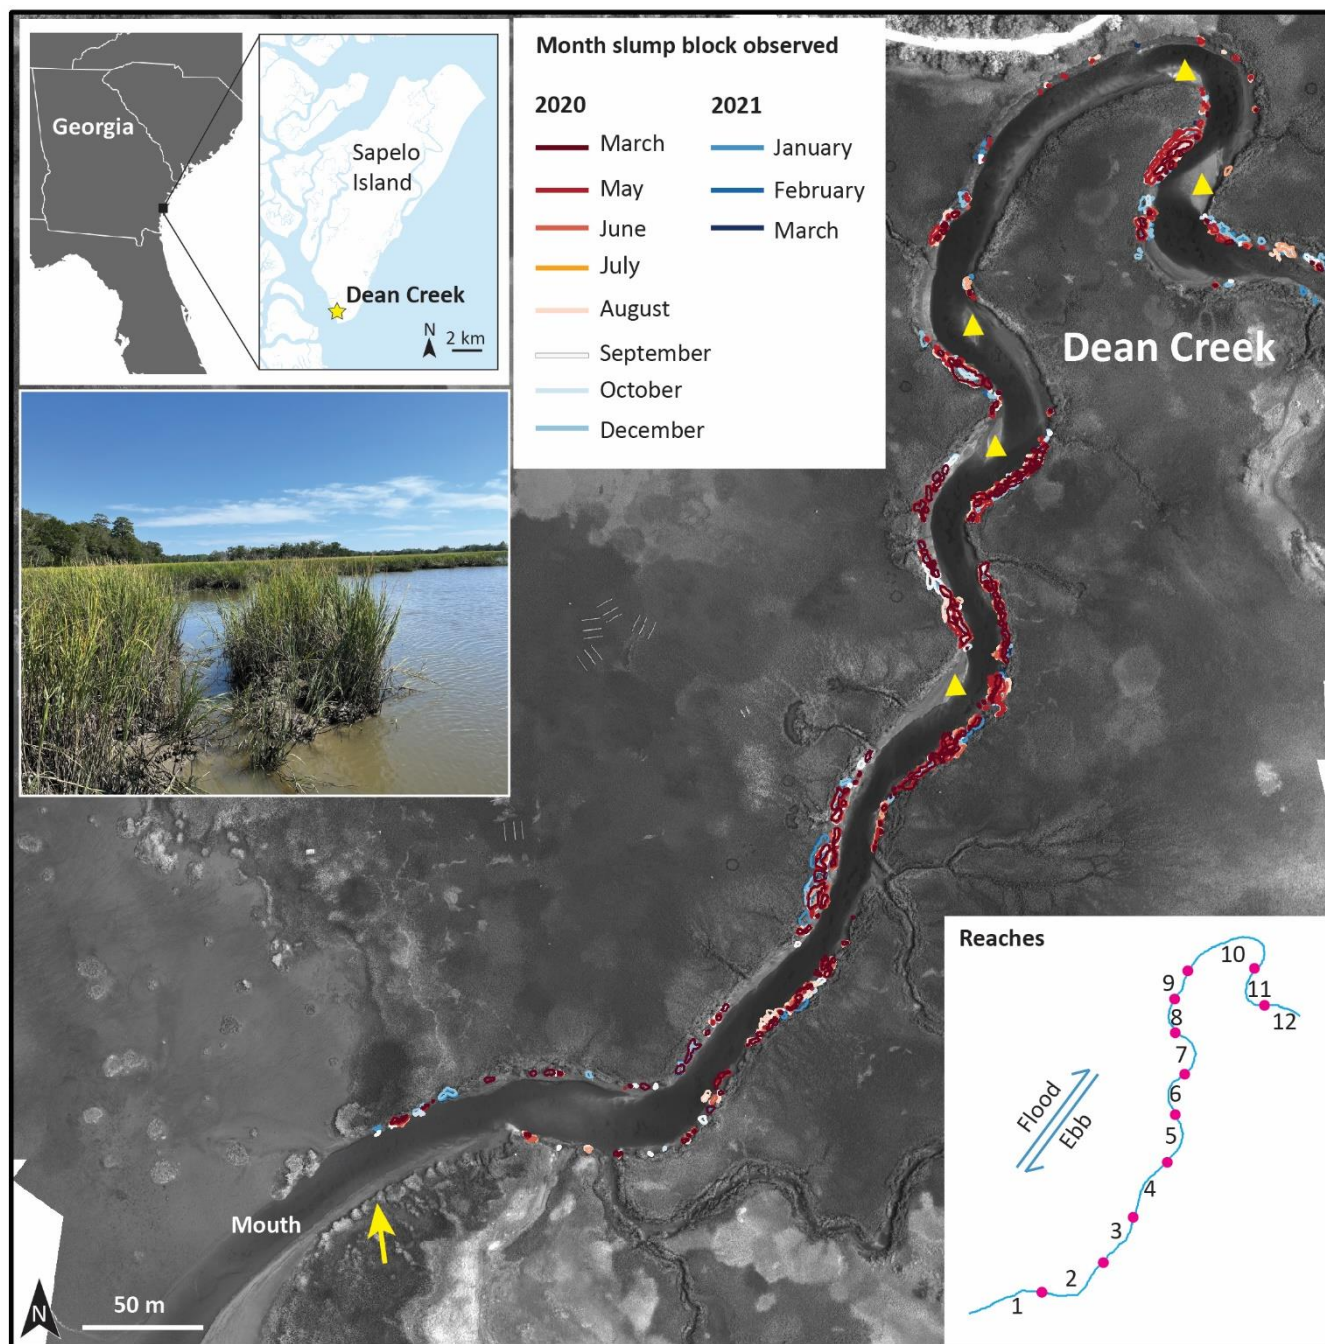 Georgia
Sapelo
Island
Dean Creek
N
2 km
Month slump block observed
2020
2021
March
January
May
February
June
March
July
August
September
October
December
Dean Creek
Mouth
N
50 m
Reaches
10
9
11
8
12
7
6
Flood
Ebb
5
4
3
2
1